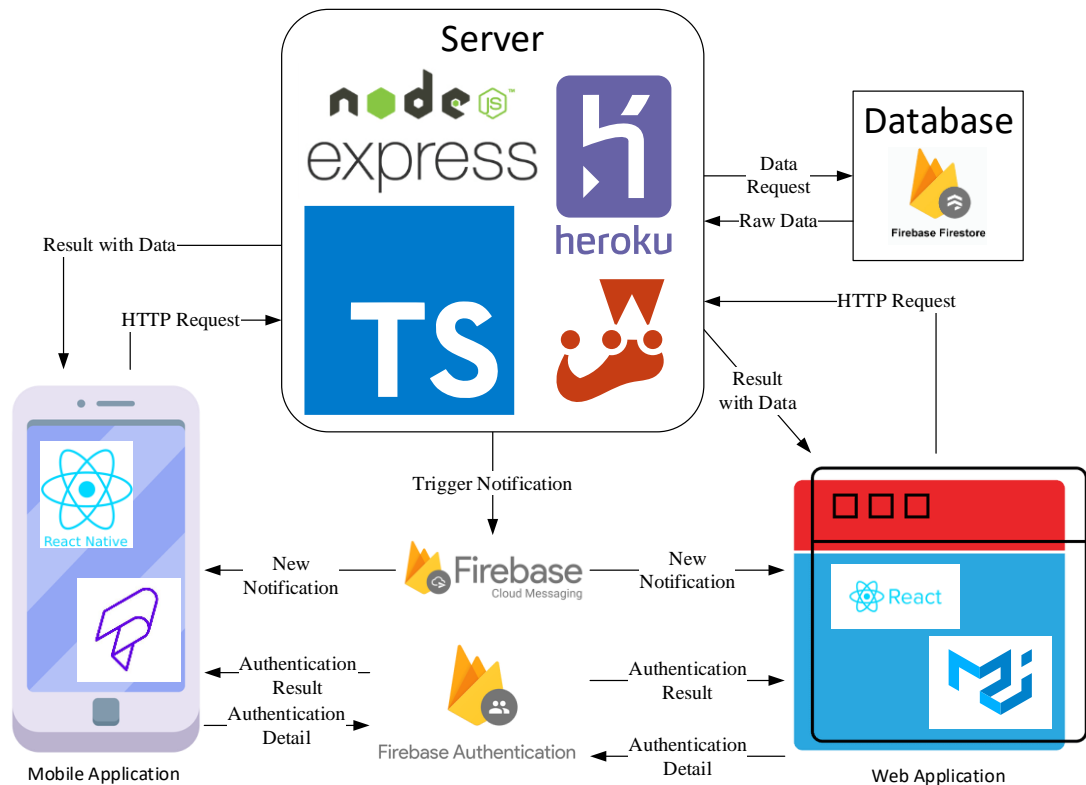 Server
node JS ™
express
TS
heroku
Database
Firebase Firestore
Data
Request
Raw Data
Result with Data
HTTP Request
HTTP Request
Result
with Data
Trigger Notification
React Native
New
Notification
Firebase
Cloud Messaging
New
Notification
React
Authentication
Result
Authentication
Detail
Firebase Authentication
Authentication
Result
Authentication
Detail
Mobile Application
Web Application